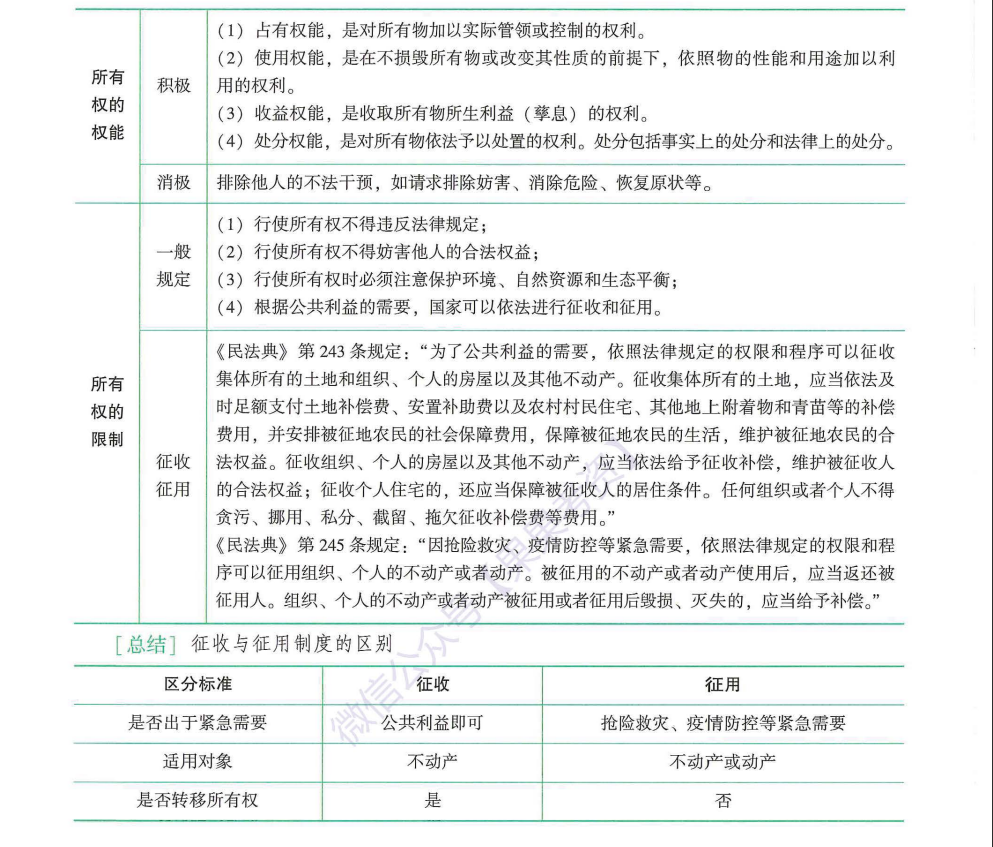 (1) 占有权能，是对所有物加以实际管领或控制的权利。
(2) 使用权能，是在不损毁所有物或改变其性质的前提下，依照物的性能和用途加以利
所有
权的
权能
积极
用的权利。
(3) 收益权能，是收取所有物所生利益（孳息）的权利。
(4) 处分权能，是对所有物依法予以处置的权利。处分包括事实上的处分和法律上的处分。
消极
排除他人的不法干预，如请求排除妨害、消除危险、恢复原状等。
(1) 行使所有权不得违反法律规定；
一般
规定
(2) 行使所有权不得妨害他人的合法权益；
(3) 行使所有权时必须注意保护环境、自然资源和生态平衡；
(4) 根据公共利益的需要，国家可以依法进行征收和征用。
所有
权的
限制
征收
征用
《民法典》第 243 条规定：“为了公共利益的需要，依照法律规定的权限和程序可以征收
集体所有的土地和组织、个人的房屋以及其他不动产。征收集体所有的土地，应当依法及
时足额支付土地补偿费、安置补助费以及农村村民住宅、其他地上附着物和青苗等的补偿
费用，并安排被征地农民的社会保障费用，保障被征地农民的生活，维护被征地农民的合
法权益。征收组织、个人的房屋以及其他不动产，应当依法给予征收补偿，维护被征收人
的合法权益；征收个人住宅的，还应当保障被征收人的居住条件。任何组织或者个人不得
贪污、挪用、私分、截留、拖欠征收补偿费等费用。”
《民法典》第 245 条规定：“因抢险救灾、疫情防控等紧急需要，依照法律规定的权限和程
序可以征用组织、个人的不动产或者动产。被征用的不动产或者动产使用后，应当返还被
征用人。组织、个人的不动产或者动产被征用或者征用后毁损、灭失的，应当给予补偿。”
[总结] 征收与征用制度的区别
区分标准 征收 征用
是否出于紧急需要 公共利益即可 抢险救灾、疫情防控等紧急需要
适用对象 不动产 不动产或动产
是否转移所有权 是 否
微信公众号【果果考资】